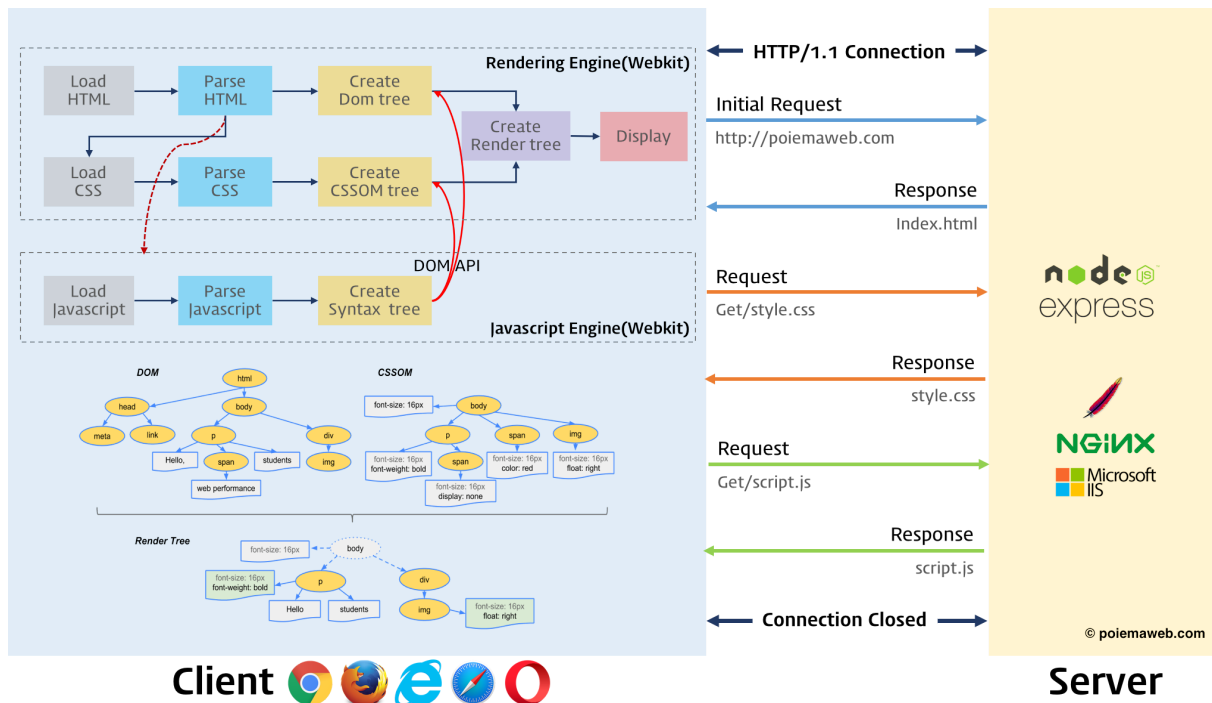 Rendering Engine(Webkit)
Load
HTML
Parse
HTML
Create
Dom tree
Create
Render tree
Display
Load
CSS
Parse
CSS
Create
CSSOM tree
DOM API
Load
Javascript
Parse
Javascript
Create
Syntax tree
Javascript Engine(Webkit)
DOM
html
head
body
meta
link
p
div
Hello,
span
students
img
web performance
CSSOM
font-size: 16px
body
p
span
img
font-size: 16px
font-weight: bold
span
font-size: 16px
color: red
font-size: 16px
float: right
font-size: 16px
display: none
Render Tree
font-size: 16px
body
font-size: 16px
font-weight: bold
p
div
Hello
students
img
font-size: 16px
float: right
HTTP/1.1 Connection
Initial Request
http://poiemaweb.com
Response
Index.html
Request
Get/style.css
Response
style.css
Request
Get/script.js
Response
script.js
Connection Closed
node
JS
express
NGINX
Microsoft
IIS
© poiemaweb.com
Client
Server